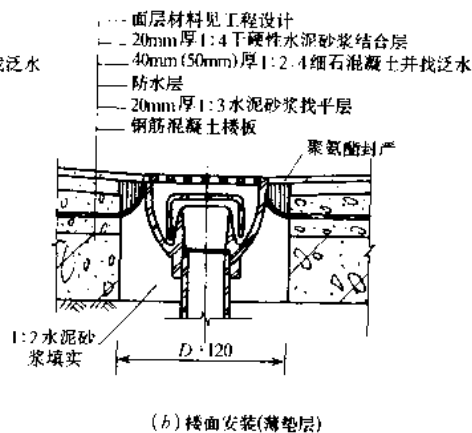 面层材料见工程设计
20mm厚1:4干硬性水泥砂浆结合层
找泛水
40mm(50mm)厚1:2·4细石混凝土并找泛水
防水层
20mm厚1:3水泥砂浆找平层
钢筋混凝土楼板
聚氨酯封严
1:2水泥砂
浆填实
D+120
(b) 楼面安装(薄垫层)